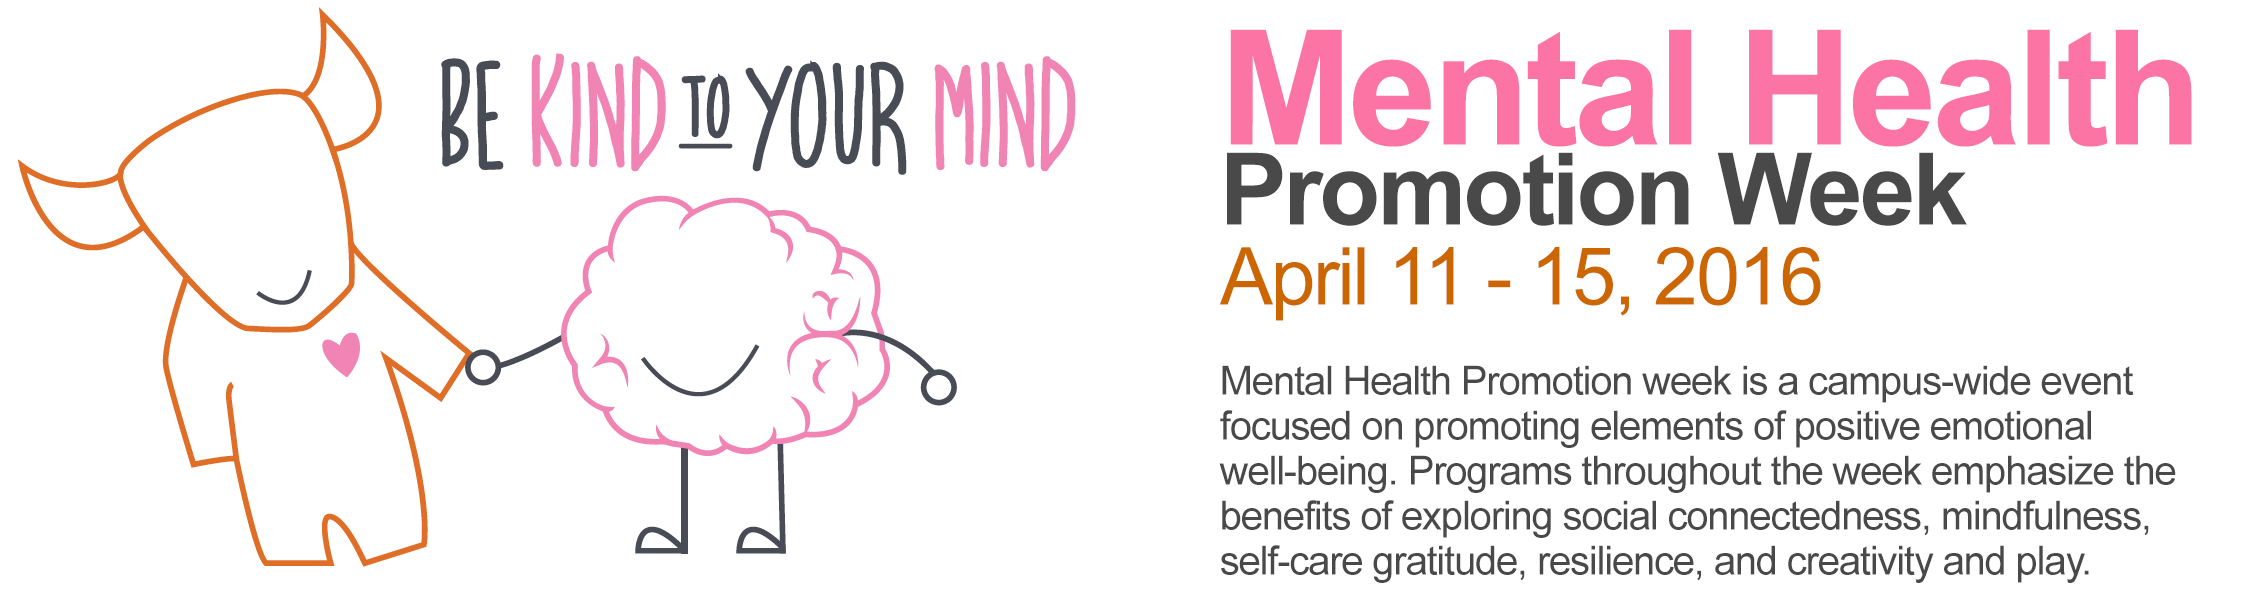 BE KIND TO YOUR MIND
Mental Health
Promotion Week
April 11 - 15, 2016
Mental Health Promotion week is a campus-wide event
focused on promoting elements of positive emotional
well-being. Programs throughout the week emphasize the
benefits of exploring social connectedness, mindfulness,
self-care gratitude, resilience, and creativity and play.